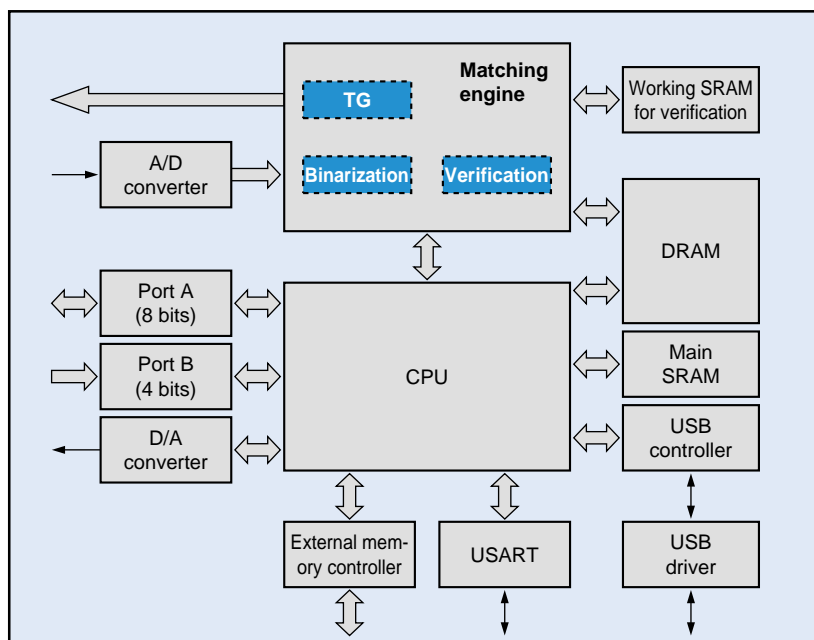 Matching
engine
TG
Binarization
Verification
Working SRAM
for verification
A/D
converter
DRAM
Port A
(8 bits)
Port B
(4 bits)
D/A
converter
CPU
Main
SRAM
USB
controller
External mem-
ory controller
USART
USB
driver